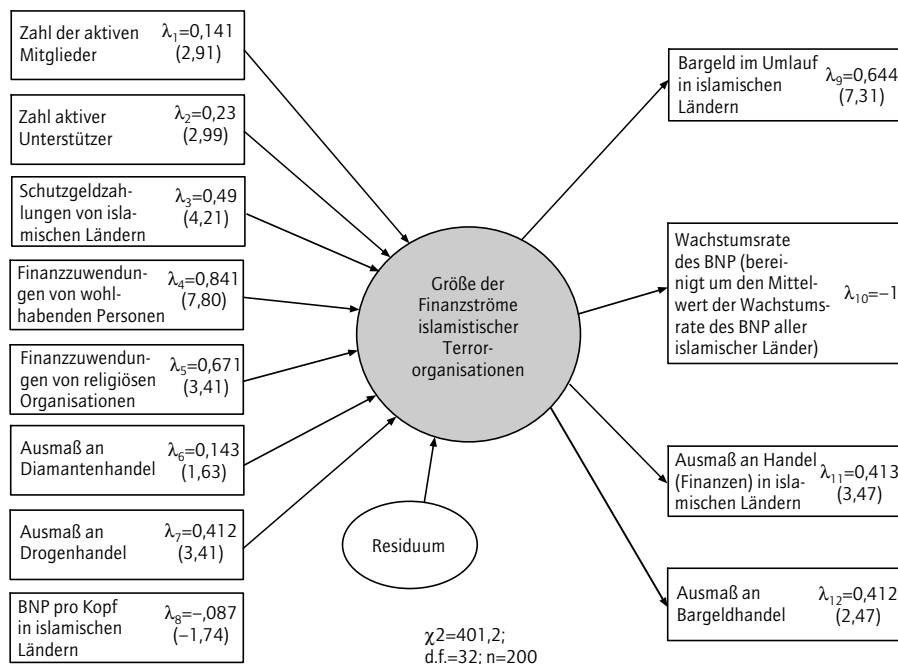 Zahl der aktiven
Mitglieder
λ1=0,141
(2,91)
Zahl aktiver
Unterstützer
λ2=0,23
(2,99)
Schutzgeldzah-
lungen von isla-
mischen Ländern
λ3=0,49
(4,21)
Finanzzuwendun-
gen von wohl-
habenden Personen
λ4=0,841
(7,80)
Finanzzuwendun-
gen von religiösen
Organisationen
λ5=0,671
(3,41)
Ausmaß an
Diamantenhandel
λ6=0,143
(1,63)
Ausmaß an
Drogenhandel
λ7=0,412
(3,41)
BNP pro Kopf
in islamischen
Ländern
λ8=–,087
(–1,74)
Größe der
Finanzströme
islamistischer
Terror-
organisationen
Residuum
χ2=401,2;
d.f.=32; n=200
Bargeld im Umlauf
in islamischen
Ländern
λ9=0,644
(7,31)
Wachstumsrate
des BNP (berei-
nigt um den Mittel-
wert der Wachstums-
rate des BNP aller
islamischer Länder)
λ10=–1
Ausmaß an Handel
(Finanzen) in isla-
mischen Ländern
λ11=0,413
(3,47)
Ausmaß an
Bargeldhandel
λ12=0,412
(2,47)